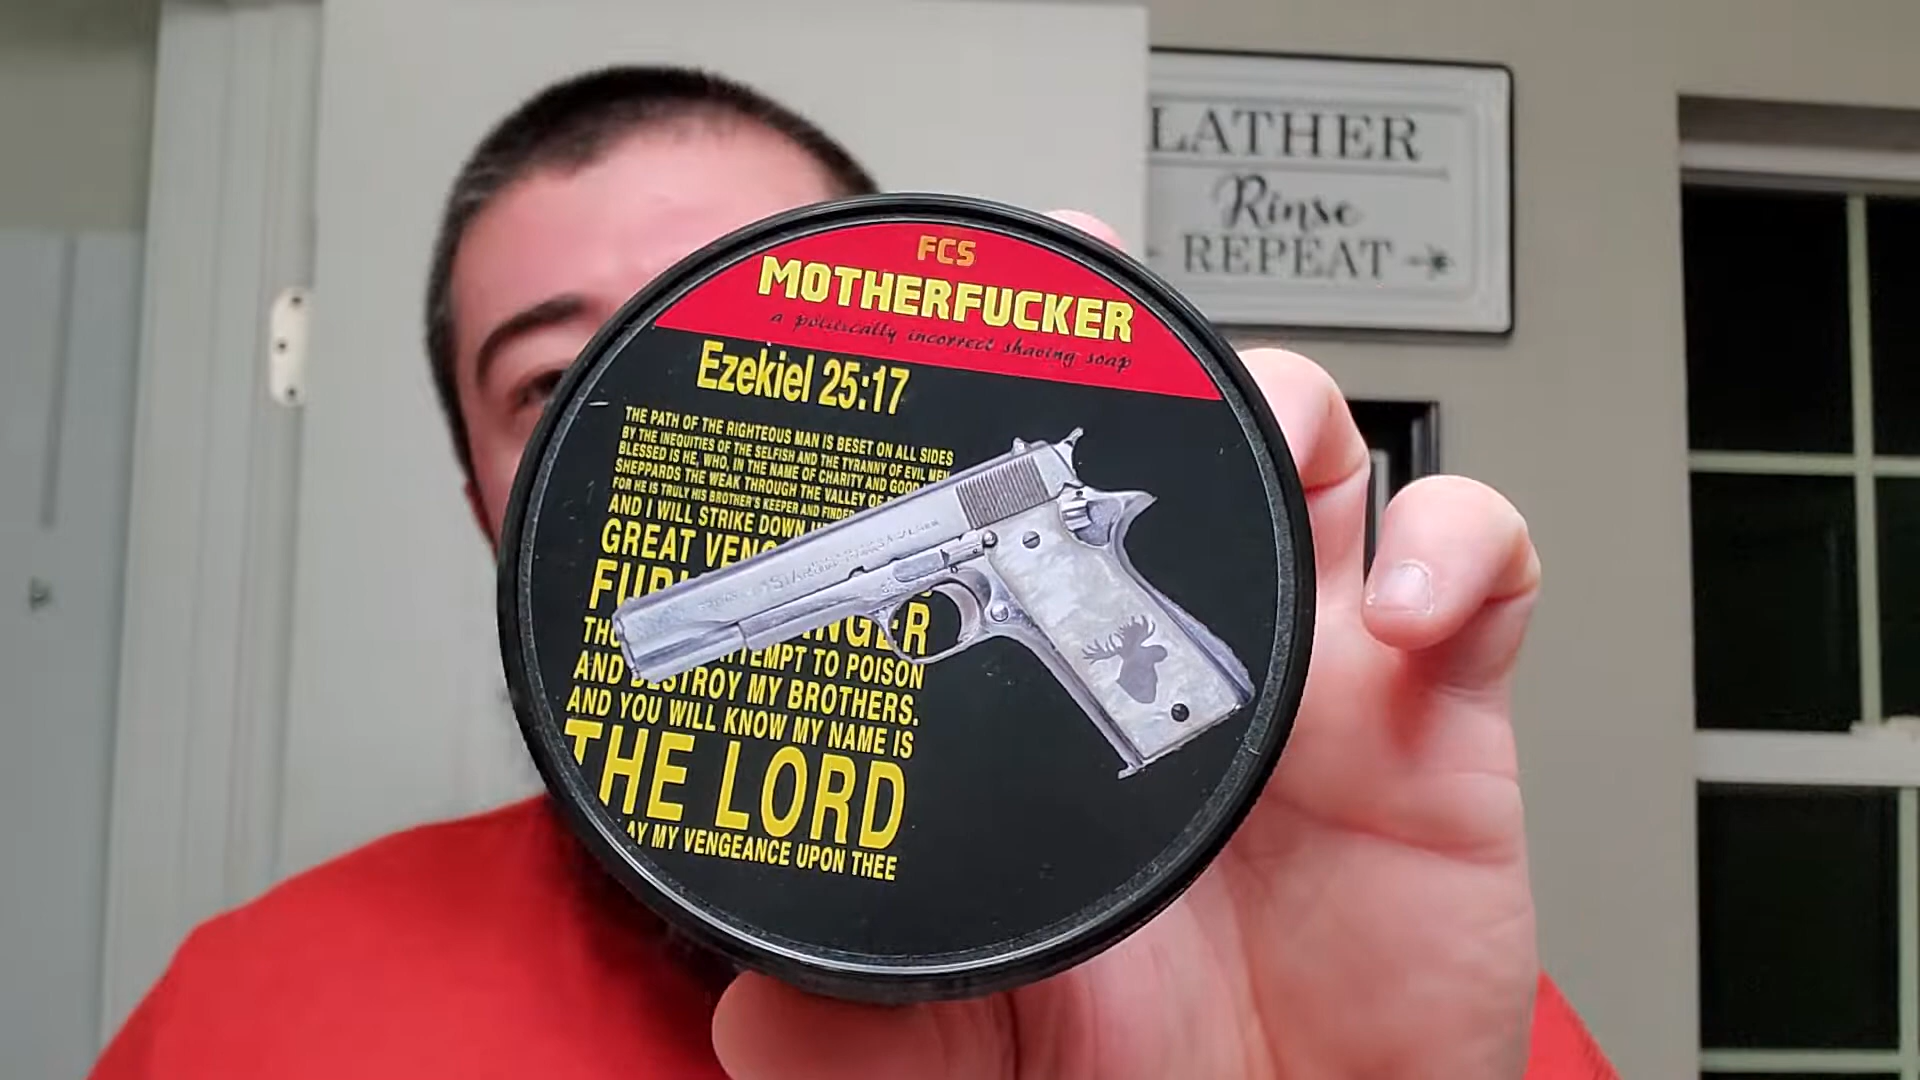 LATHER
Rinse
REPEAT
FCS
MOTHERFUCKER
a politically incorrect shaving soap
Ezekiel 25:17
THE PATH OF THE RIGHTEOUS MAN IS BESET ON ALL SIDES
BY THE INEQUITIES OF THE SELFISH AND THE TYRANNY OF EVIL MEN
BLESSED IS HE, WHO, IN THE NAME OF CHARITY AND GOOD
SHEPPARDS THE WEAK THROUGH THE VALLEY OF
FOR HE IS TRULY HIS BROTHER'S KEEPER AND FINDER
AND I WILL STRIKE DOWN
GREAT
THE LORD
AND DESTROY MY BROTHERS.
ATTEMPT TO POISON
AND YOU WILL KNOW MY NAME IS
MY VENGEANCE UPON THEE